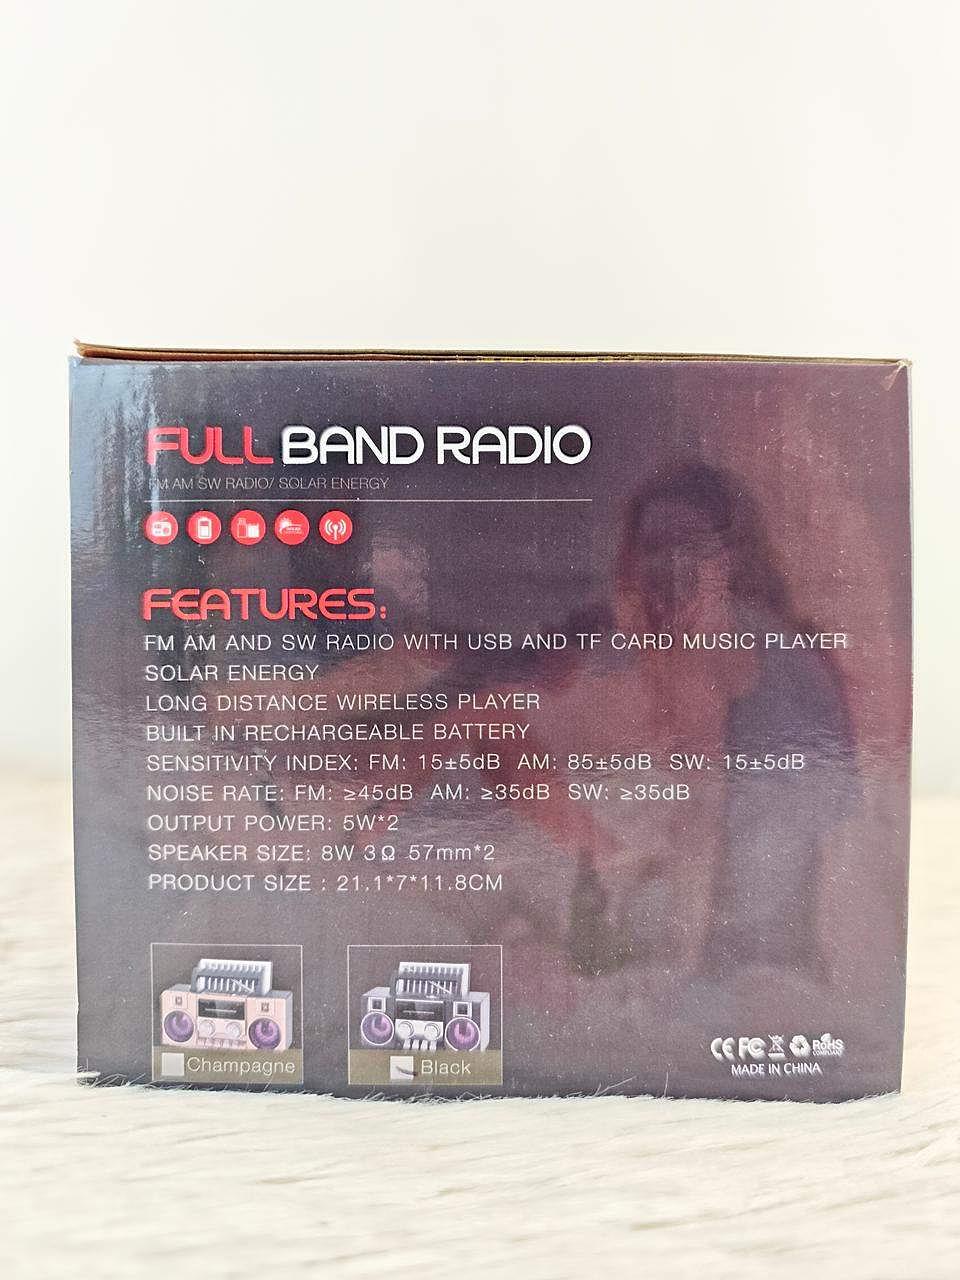 FULL BAND RADIO
FM AM SW RADIO/ SOLAR ENERGY
FEATURES:
FM AM AND SW RADIO WITH USB AND TF CARD MUSIC PLAYER
SOLAR ENERGY
LONG DISTANCE WIRELESS PLAYER
BUILT IN RECHARGEABLE BATTERY
SENSITIVITY INDEX: FM: 15±5dB AM: 85±5dB SW: 15±5dB
NOISE RATE: FM: ≥45dB AM: ≥35dB SW: ≥35dB
OUTPUT POWER: 5W*2
SPEAKER SIZE: 8W 3Ω 57mm*2
PRODUCT SIZE : 21.1*7*11.8CM
Champagne
Black
CE FC RoHS
COMPLIANT
MADE IN CHINA